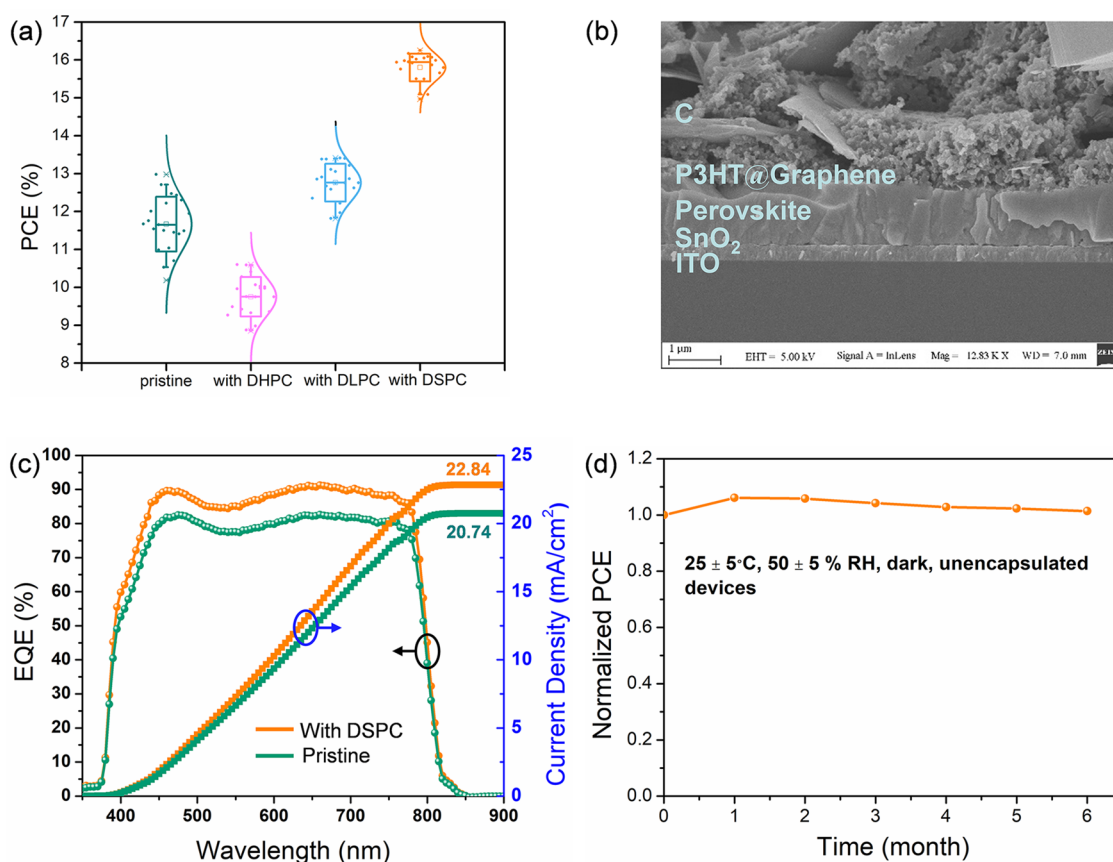 (a)
17
16
15
14
13
12
11
10
9
8
PCE (%)
pristine with DHPC with DLPC with DSPC
(b)
C
P3HT@Graphene
Perovskite
SnO₂
ITO
1 µm EHT = 5.00 kV Signal A = InLens Mag = 12.83 K X WD = 7.0 mm
(c)
100
90
80
70
60
50
40
30
20
10
0
EQE (%)
22.84
20.74
With DSPC
Pristine
25
20
15
10
5
0
Current Density (mA/cm²)
400 500 600 700 800 900
Wavelength (nm)
(d)
1.2
1.0
0.8
0.6
0.4
0.2
0.0
Normalized PCE
25 ± 5°C, 50 ± 5 % RH, dark, unencapsulated
devices
0 1 2 3 4 5 6
Time (month)